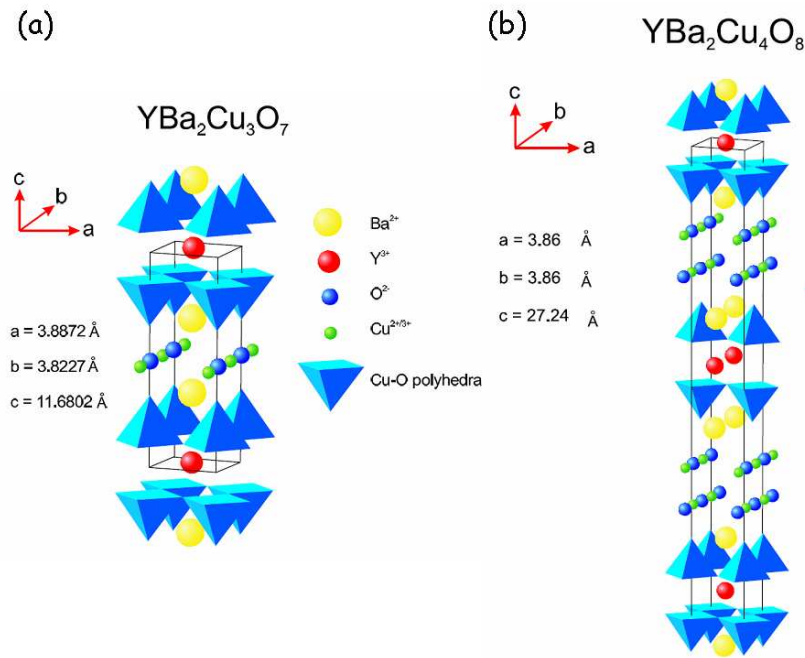 (a)
YBa₂Cu₃O₇
c
b
a
a = 3.8872 Å
b = 3.8227 Å
c = 11.6802 Å
Ba²⁺
Y³⁺
O²⁻
Cu²⁺/³⁺
Cu-O polyhedra
(b)
YBa₂Cu₄O₈
c
b
a
a = 3.86 Å
b = 3.86 Å
c = 27.24 Å